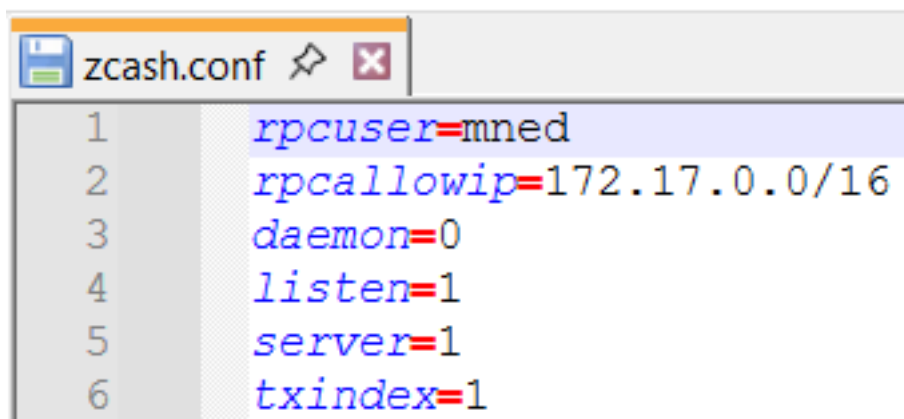 zcash.conf
1 rpcuser=mned
2 rpcallowip=172.17.0.0/16
3 daemon=0
4 listen=1
5 server=1
6 txindex=1